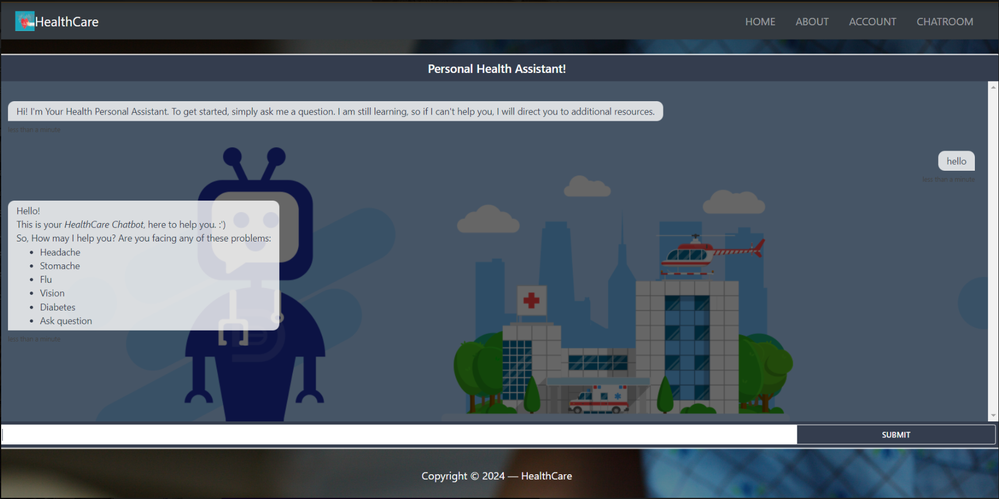 HealthCare
HOME
ABOUT
ACCOUNT
CHATROOM
Personal Health Assistant!
Hi! I'm Your Health Personal Assistant. To get started, simply ask me a question. I am still learning, so if I can't help you, I will direct you to additional resources.
less than a minute
hello
less than a minute
Hello!
This is your HealthCare Chatbot, here to help you. :')
So, How may I help you? Are you facing any of these problems:
Headache
Stomache
Flu
Vision
Diabetes
Ask question
less than a minute
SUBMIT
Copyright © 2024 — HealthCare